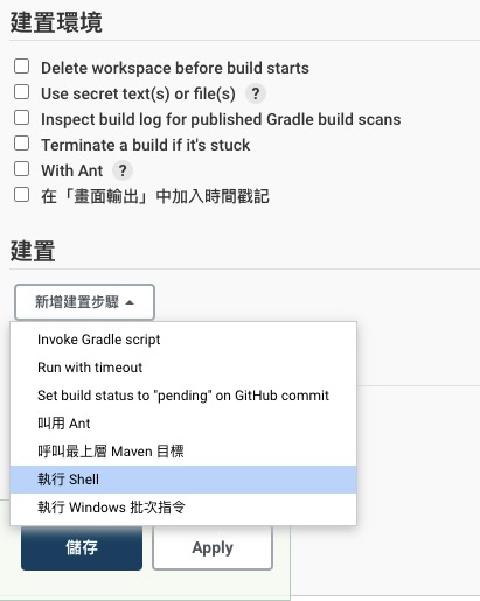 建置環境
Delete workspace before build starts
Use secret text(s) or file(s) ?
Inspect build log for published Gradle build scans
Terminate a build if it's stuck
With Ant ?
在「畫面輸出」中加入時間戳記
建置
新增建置步驟
Invoke Gradle script
Run with timeout
Set build status to "pending" on GitHub commit
叫用 Ant
呼叫最上層 Maven 目標
執行 Shell
執行 Windows 批次指令
儲存 Apply